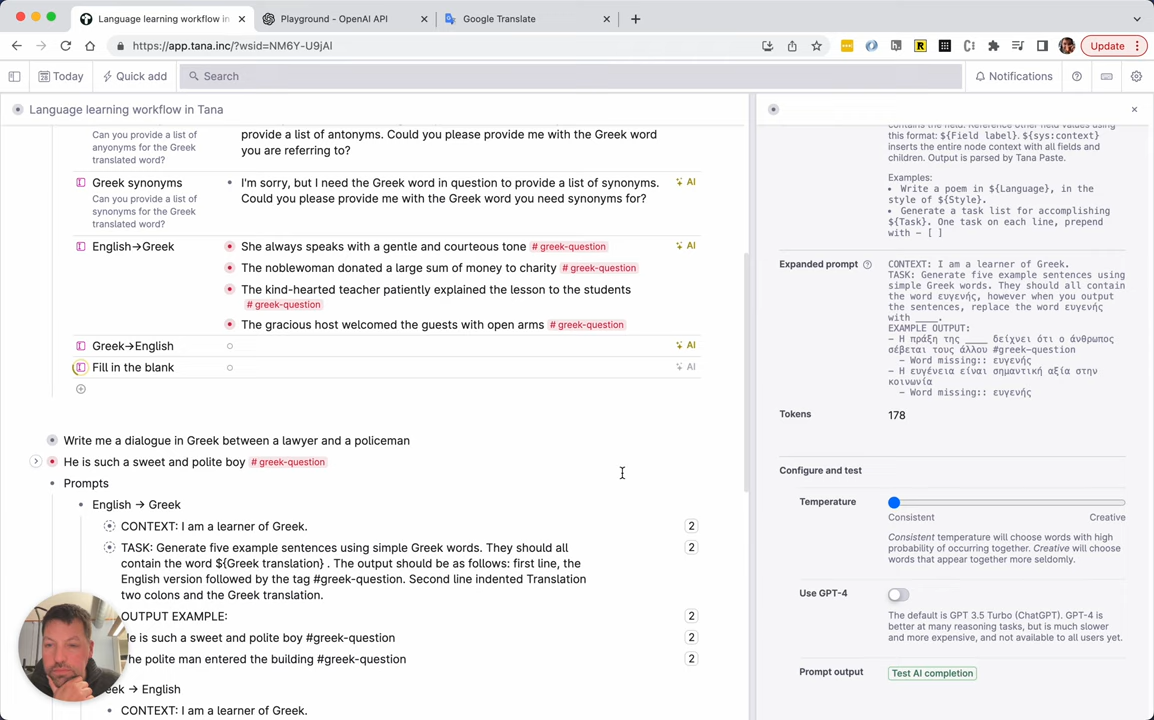 Language learning workflow in
Playground - OpenAI API
Google Translate
https://app.tana.inc/?wsid=NM6Y-U9jAI
Update
Today
Quick add
Search
Notifications
Language learning workflow in Tana
Can you provide a list of
anyonyms for the Greek
translated word?
provide a list of antonyms. Could you please provide me with the Greek word
you are referring to?
Greek synonyms
Can you provide a list of
synonyms for the Greek
translated word?
I'm sorry, but I need the Greek word in question to provide a list of synonyms.
Could you please provide me with the Greek word you need synonyms for?
AI
English→Greek
She always speaks with a gentle and courteous tone # greek-question
AI
The noblewoman donated a large sum of money to charity # greek-question
The kind-hearted teacher patiently explained the lesson to the students
# greek-question
The gracious host welcomed the guests with open arms # greek-question
Greek→English
AI
Fill in the blank
AI
Write me a dialogue in Greek between a lawyer and a policeman
He is such a sweet and polite boy # greek-question
Prompts
English → Greek
CONTEXT: I am a learner of Greek.
2
TASK: Generate five example sentences using simple Greek words. They should all
contain the word ${Greek translation} . The output should be as follows: first line, the
English version followed by the tag #greek-question. Second line indented Translation
two colons and the Greek translation.
2
OUTPUT EXAMPLE:
2
e is such a sweet and polite boy #greek-question
2
he polite man entered the building #greek-question
2
ek → English
CONTEXT: I am a learner of Greek.
contains the field. Reference other field values using
this format: ${Field label}. ${sys:context}
inserts the entire node context with all fields and
children. Output is parsed by Tana Paste.
Examples:
• Write a poem in ${Language}, in the
style of ${Style}.
• Generate a task list for accomplishing
${Task}. One task on each line, prepend
with - [ ]
Expanded prompt
CONTEXT: I am a learner of Greek.
TASK: Generate five example sentences using
simple Greek words. They should all contain
the word ευγενής, however when you output
the sentences, replace the word ευγενής
with ____.
EXAMPLE OUTPUT:
- Η πράξη της ____ δείχνει ότι ο άνθρωπος
σέβεται τους άλλου #greek-question
- Word missing:: ευγενής
- Η ευγένεια είναι σημαντική αξία στην
κοινωνία
- Word missing:: ευγενής
Tokens
178
Configure and test
Temperature
Consistent
Creative
Consistent temperature will choose words with high
probability of occurring together. Creative will choose
words that appear together more seldomly.
Use GPT-4
The default is GPT 3.5 Turbo (ChatGPT). GPT-4 is
better at many reasoning tasks, but is much slower
and more expensive, and not available to all users yet.
Prompt output
Test AI completion